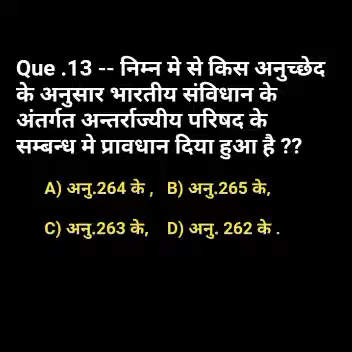 Que .13 -- निम्न मे से किस अनुच्छेद
के अनुसार भारतीय संविधान के
अंतर्गत अन्तर्राज्यीय परिषद के
सम्बन्ध मे प्रावधान दिया हुआ है ??
A) अनु.264 के , B) अनु.265 के,
C) अनु.263 के, D) अनु. 262 के .